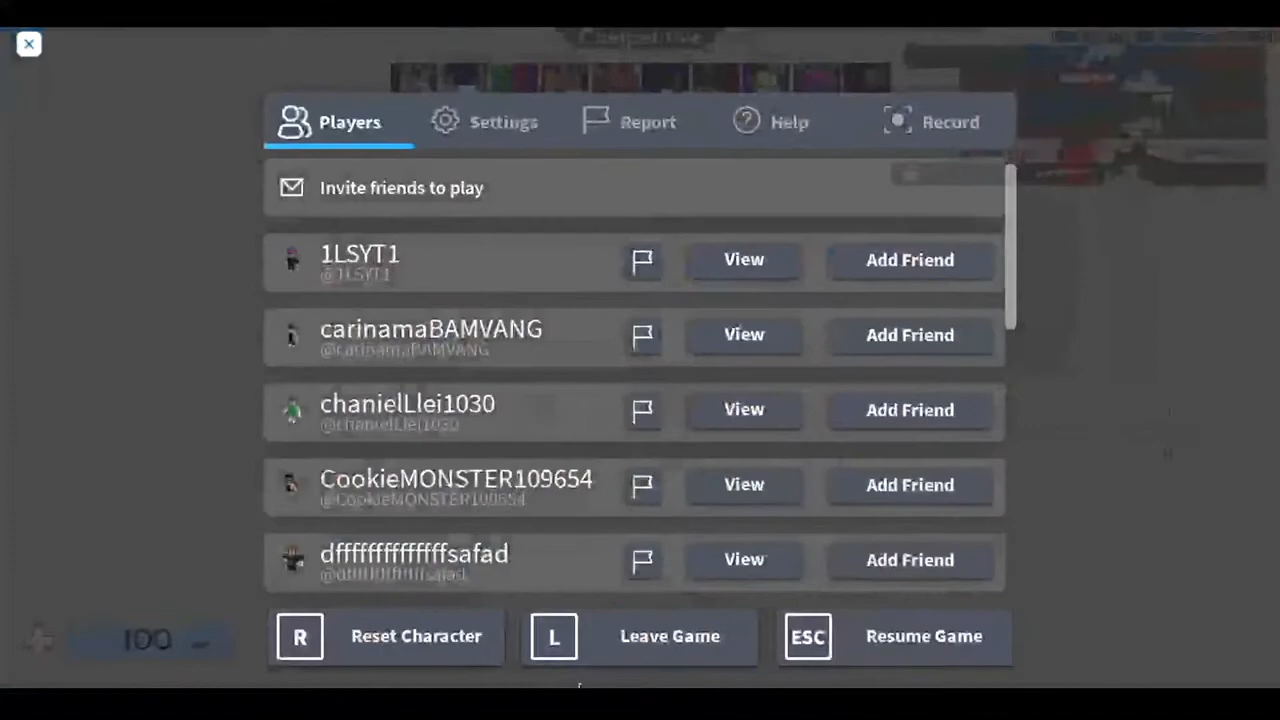 Competitive
Players
Settings
Report
Help
Record
Invite friends to play
1LSYT1
@1LSYT1
View
Add Friend
carinamaBAMVANG
@carinamaBAMVANG
View
Add Friend
chanielLlei1030
@chanielLlei1030
View
Add Friend
CookieMONSTER109654
@CookieMONSTER109654
View
Add Friend
dfffffffffffffffsafad
View
Add Friend
R Reset Character
L Leave Game
ESC Resume Game
100